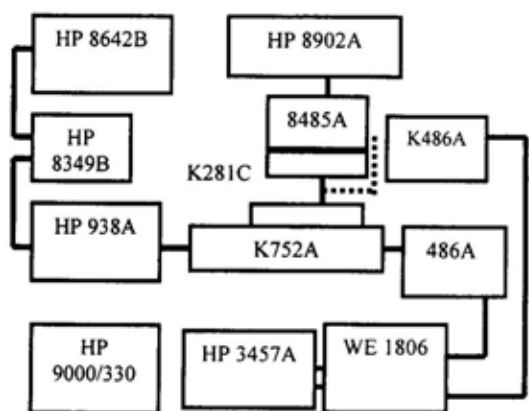 HP 8642B
HP 8902A
8485A
HP
8349B
K486A
K281C
HP 938A
K752A
486A
HP
9000/330
HP 3457A
WE 1806